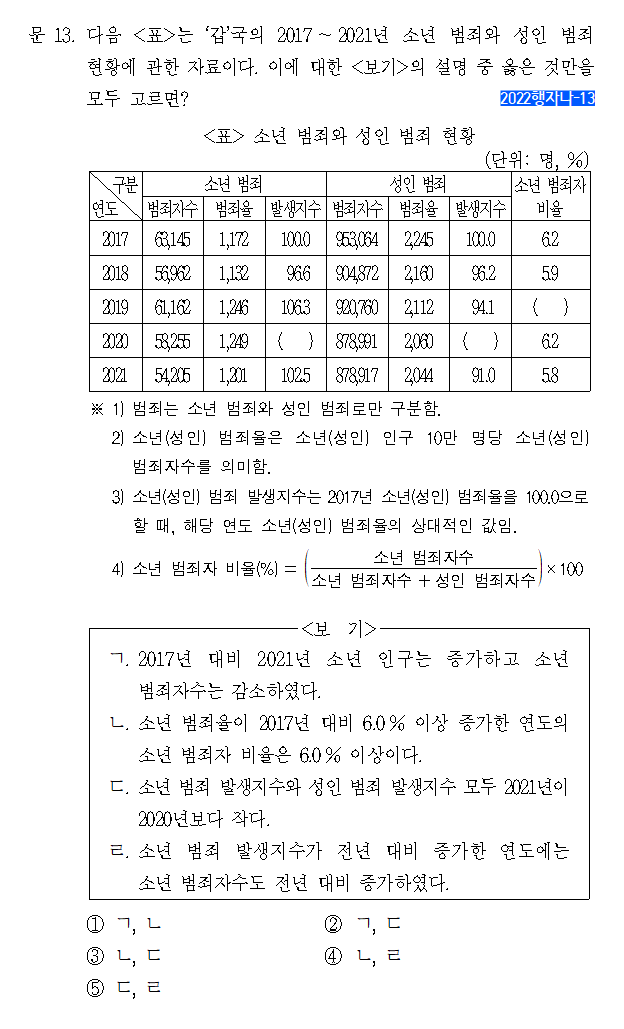 문 13. 다음 <표>는 ‘갑’국의 2017 ~ 2021년 소년 범죄와 성인 범죄
현황에 관한 자료이다. 이에 대한 <보기>의 설명 중 옳은 것만을
모두 고르면? 2022행자나-13
<표> 소년 범죄와 성인 범죄 현황
(단위: 명, %)
구분 소년 범죄 성인 범죄 소년 범죄자
연도 범죄자수 범죄율 발생지수 범죄자수 범죄율 발생지수 비율
2017 63,145 1,172 100.0 953,064 2,245 100.0 6.2
2018 56,962 1,132 96.6 904,872 2,160 96.2 5.9
2019 61,162 1,246 106.3 920,760 2,112 94.1 ( )
2020 58,255 1,249 ( ) 878,991 2,060 ( ) 6.2
2021 54,205 1,201 102.5 878,917 2,044 91.0 5.8
※ 1) 범죄는 소년 범죄와 성인 범죄로만 구분함.
2) 소년(성인) 범죄율은 소년(성인) 인구 10만 명당 소년(성인)
범죄자수를 의미함.
3) 소년(성인) 범죄 발생지수는 2017년 소년(성인) 범죄율을 100.0으로
할 때, 해당 연도 소년(성인) 범죄율의 상대적인 값임.
4) 소년 범죄자 비율(%) = ( 소년 범죄자수 / 소년 범죄자수 + 성인 범죄자수 ) × 100
<보 기>
ㄱ. 2017년 대비 2021년 소년 인구는 증가하고 소년
범죄자수는 감소하였다.
ㄴ. 소년 범죄율이 2017년 대비 6.0 % 이상 증가한 연도의
소년 범죄자 비율은 6.0 % 이상이다.
ㄷ. 소년 범죄 발생지수와 성인 범죄 발생지수 모두 2021년이
2020년보다 작다.
ㄹ. 소년 범죄 발생지수가 전년 대비 증가한 연도에는
소년 범죄자수도 전년 대비 증가하였다.
① ㄱ, ㄴ ② ㄱ, ㄷ
③ ㄴ, ㄷ ④ ㄴ, ㄹ
⑤ ㄷ, ㄹ